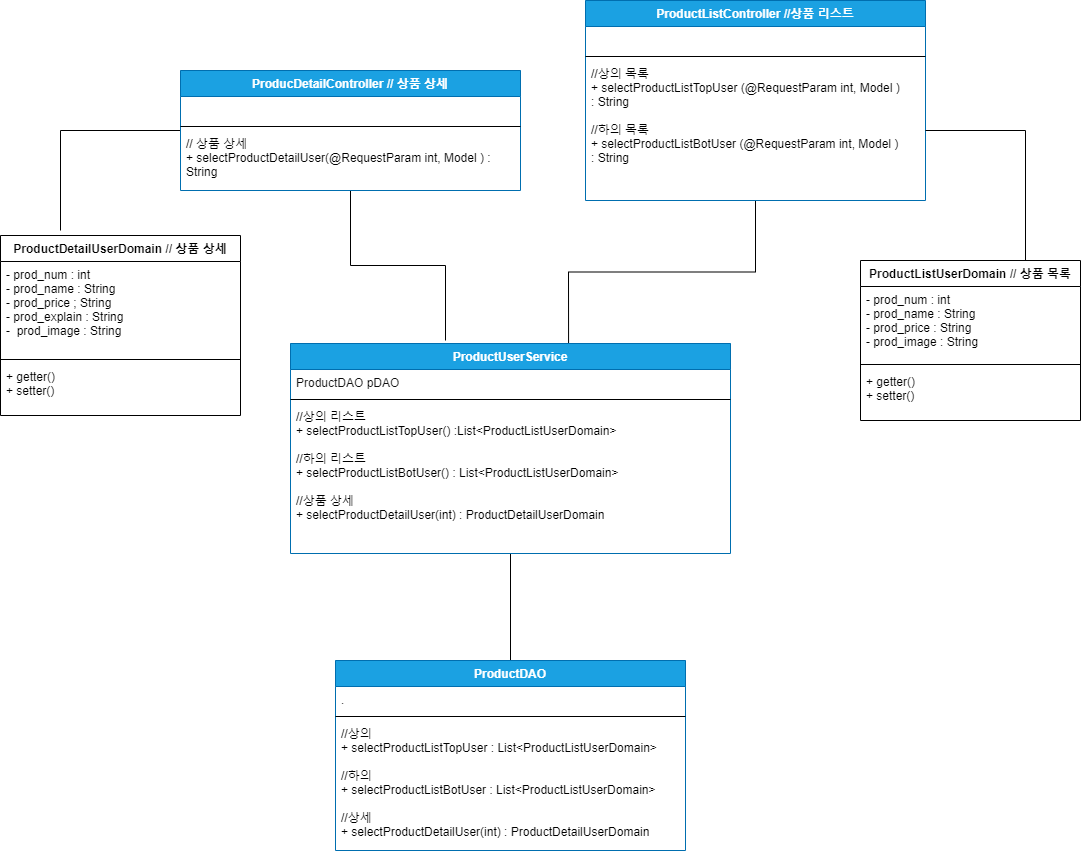 ProductListController //상품 리스트
//상의 목록
+ selectProductListTopUser (@RequestParam int, Model )
: String
//하의 목록
+ selectProductListBotUser (@RequestParam int, Model )
: String
ProducDetailController // 상품 상세
// 상품 상세
+ selectProductDetailUser(@RequestParam int, Model ) :
String
ProductDetailUserDomain // 상품 상세
- prod_num : int
- prod_name : String
- prod_price ; String
- prod_explain : String
-  prod_image : String
+ getter()
+ setter()
ProductListUserDomain // 상품 목록
- prod_num : int
- prod_name : String
- prod_price : String
- prod_image : String
+ getter()
+ setter()
ProductUserService
ProductDAO pDAO
//상의 리스트
+ selectProductListTopUser() :List<ProductListUserDomain>
//하의 리스트
+ selectProductListBotUser() : List<ProductListUserDomain>
//상품 상세
+ selectProductDetailUser(int) : ProductDetailUserDomain
ProductDAO
.
//상의
+ selectProductListTopUser : List<ProductListUserDomain>
//하의
+ selectProductListBotUser : List<ProductListUserDomain>
//상세
+ selectProductDetailUser(int) : ProductDetailUserDomain